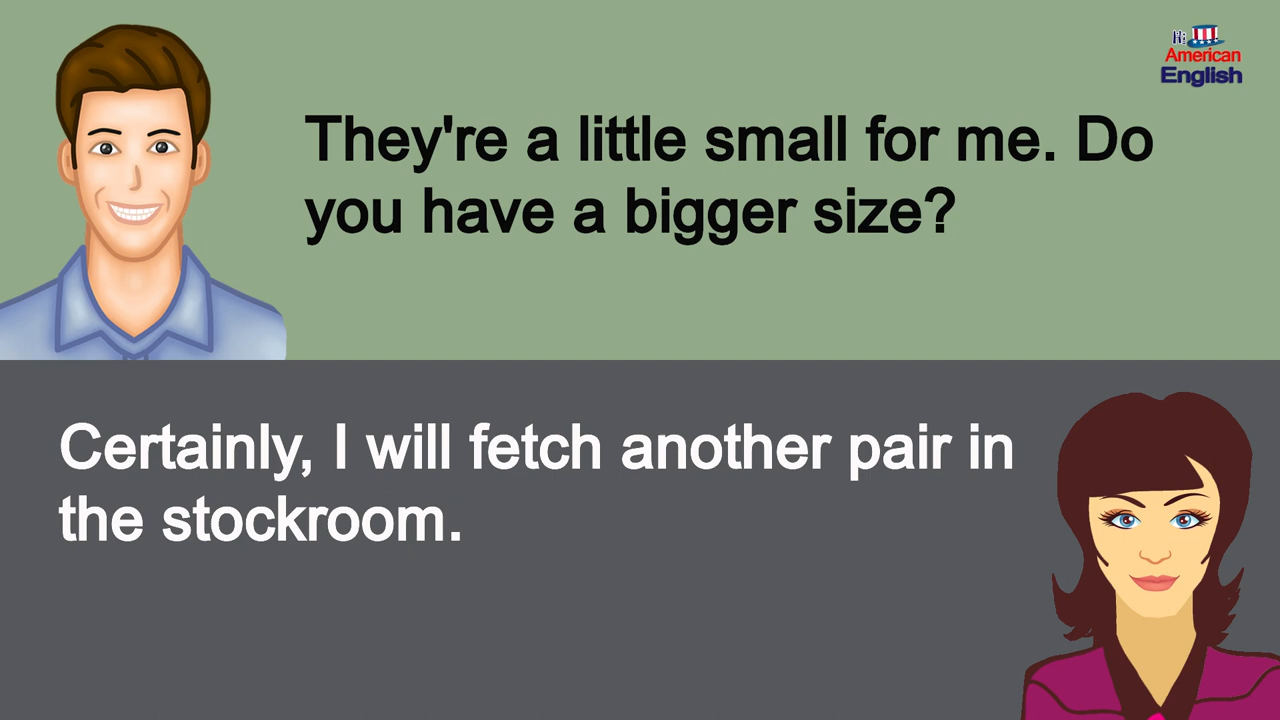 Hi
American
English
They're a little small for me. Do
you have a bigger size?
Certainly, I will fetch another pair in
the stockroom.